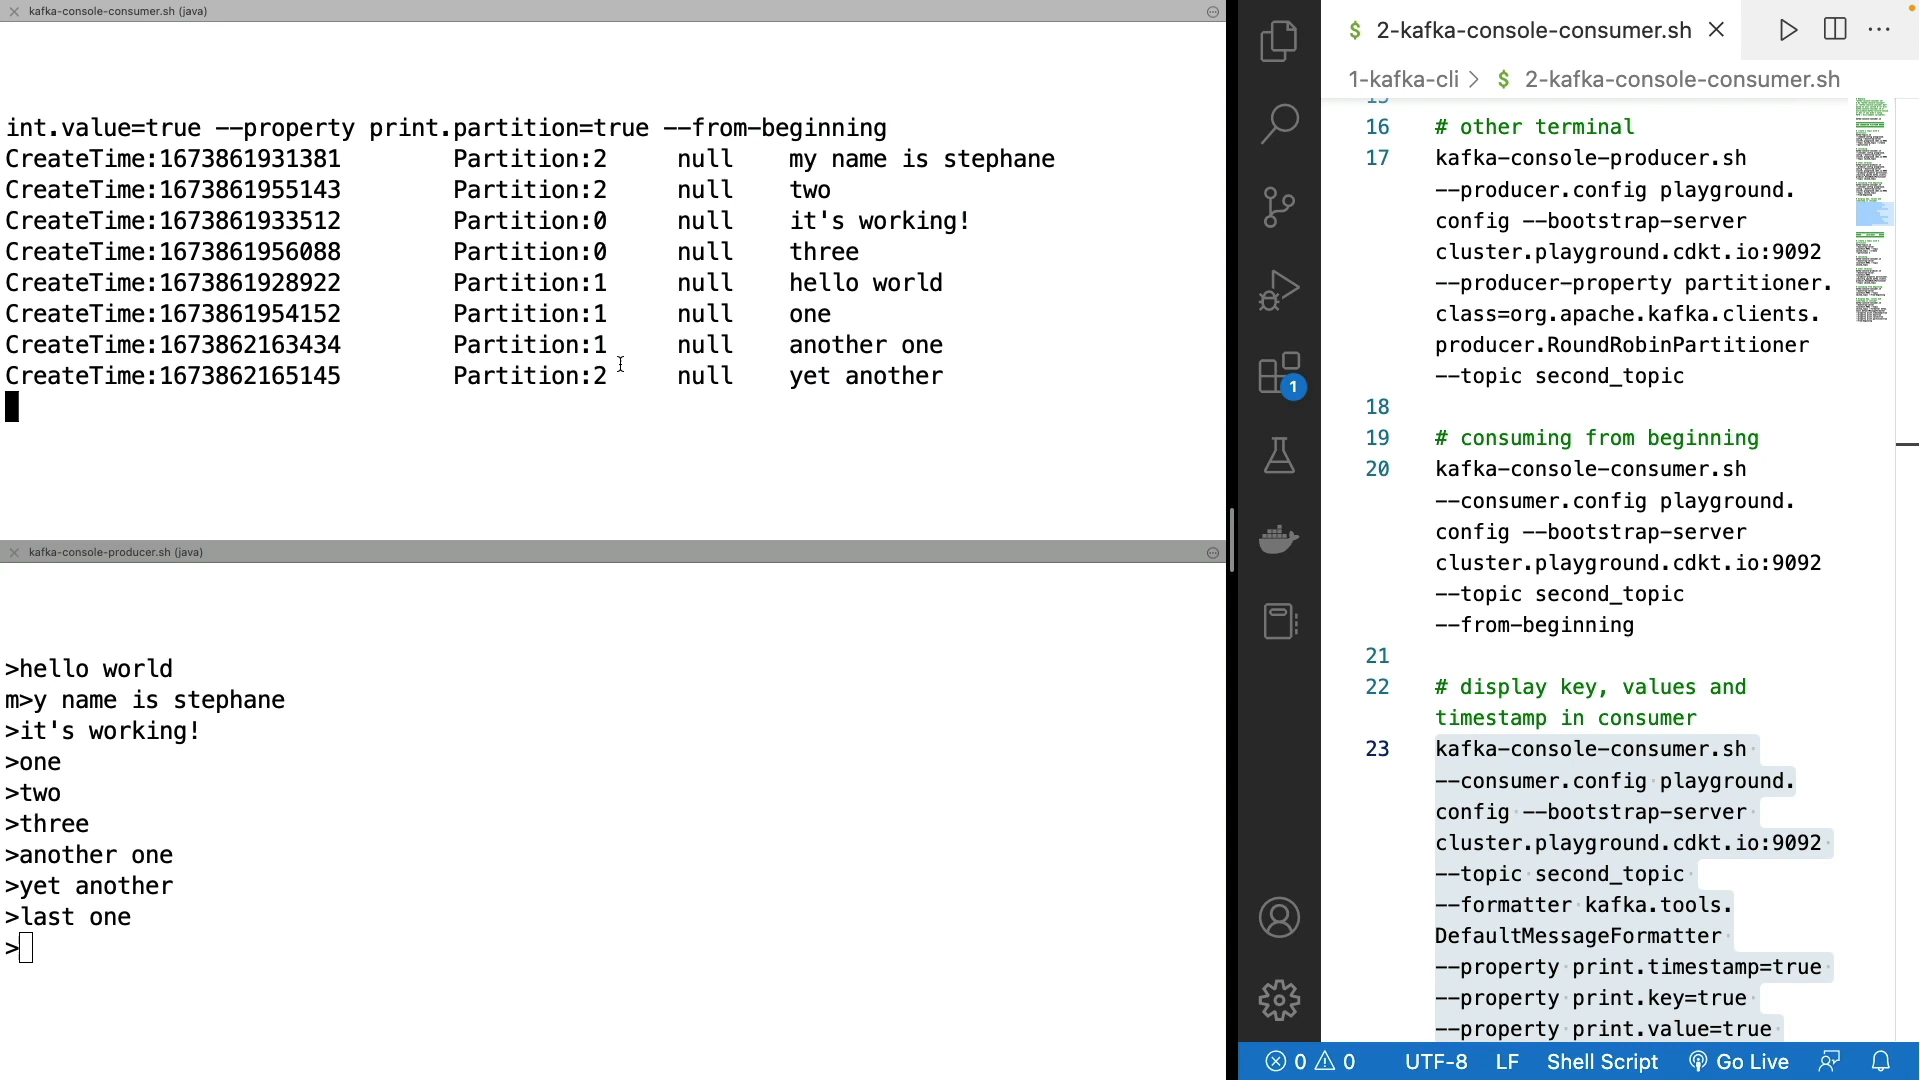 kafka-console-consumer.sh (java)
int.value=true --property print.partition=true --from-beginning
CreateTime:1673861931381 Partition:2 null my name is stephane
CreateTime:1673861955143 Partition:2 null two
CreateTime:1673861933512 Partition:0 null it's working!
CreateTime:1673861956088 Partition:0 null three
CreateTime:1673861928922 Partition:1 null hello world
CreateTime:1673861954152 Partition:1 null one
CreateTime:1673862163434 Partition:1 null another one
CreateTime:1673862165145 Partition:2 null yet another
kafka-console-producer.sh (java)
>hello world
m>y name is stephane
>it's working!
>one
>two
>three
>another one
>yet another
>last one
>
1
$ 2-kafka-console-consumer.sh
1-kafka-cli > $ 2-kafka-console-consumer.sh
15
16 # other terminal
17 kafka-console-producer.sh
--producer.config playground.
config --bootstrap-server
cluster.playground.cdkt.io:9092
--producer-property partitioner.
class=org.apache.kafka.clients.
producer.RoundRobinPartitioner
--topic second_topic
18
19 # consuming from beginning
20 kafka-console-consumer.sh
--consumer.config playground.
config --bootstrap-server
cluster.playground.cdkt.io:9092
--topic second_topic
--from-beginning
21
22 # display key, values and
timestamp in consumer
23 kafka-console-consumer.sh
--consumer.config playground.
config --bootstrap-server
cluster.playground.cdkt.io:9092
--topic second_topic
--formatter kafka.tools.
DefaultMessageFormatter
--property print.timestamp=true
--property print.key=true
--property print.value=true
0 0 UTF-8 LF Shell Script Go Live